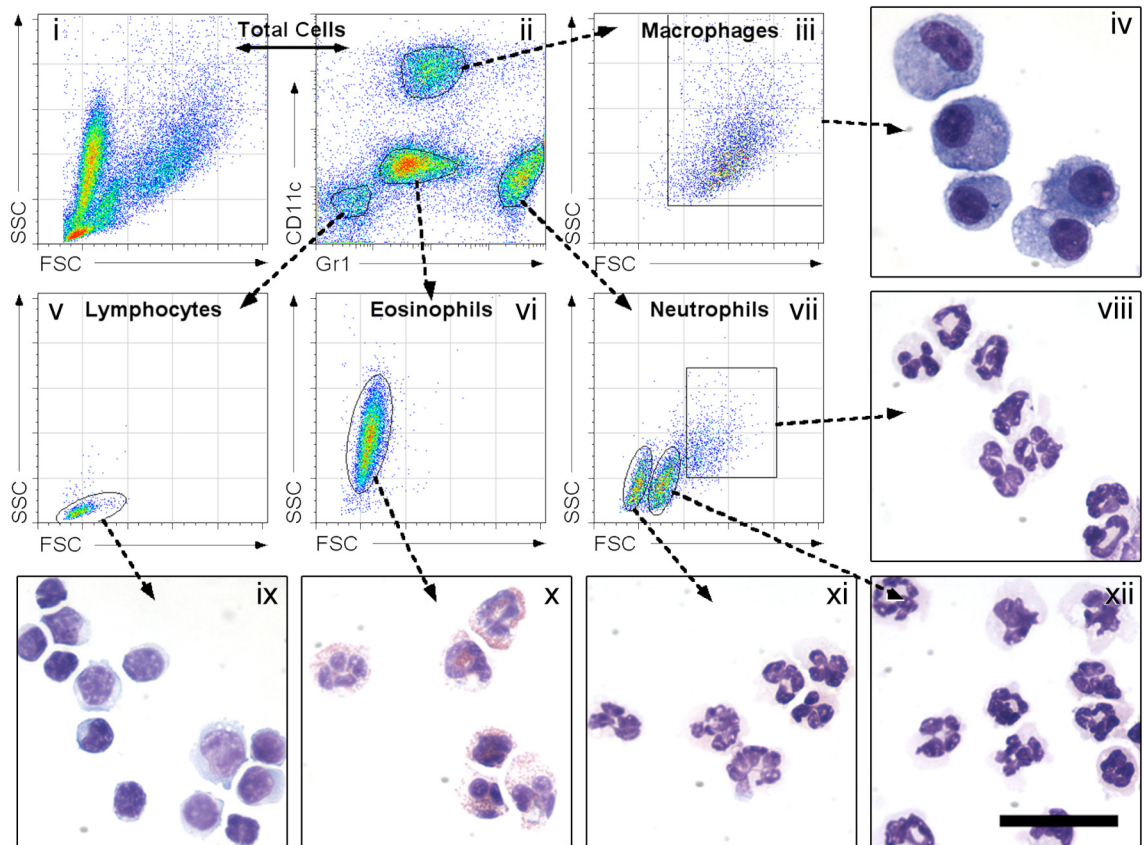 i
Total Cells
ii
Macrophages
iii
iv
SSC
FSC
CD11c
Gr1
SSC
FSC
v
Lymphocytes
Eosinophils
vi
Neutrophils
vii
viii
SSC
FSC
SSC
FSC
SSC
FSC
ix
x
xi
xii